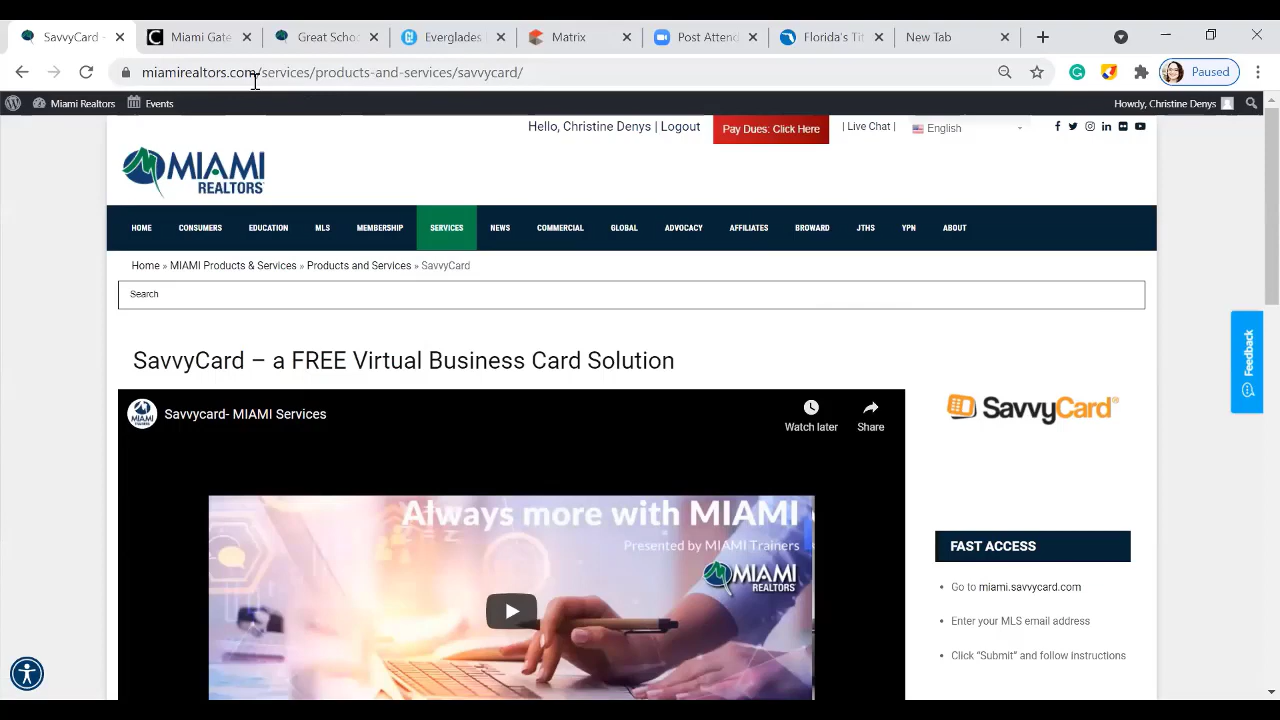 SavvyCard -
Miami Gate
Great Schoo
Everglades
Matrix
Post Attend
Florida's Tit
New Tab
miamirealtors.com/services/products-and-services/savvycard/
Paused
Miami Realtors
Events
Howdy, Christine Denys
Hello, Christine Denys | Logout
Pay Dues: Click Here
| Live Chat |
English
MIAMI
REALTORS
HOME
CONSUMERS
EDUCATION
MLS
MEMBERSHIP
SERVICES
NEWS
COMMERCIAL
GLOBAL
ADVOCACY
AFFILIATES
BROWARD
JTHS
YPN
ABOUT
Home » MIAMI Products & Services » Products and Services » SavvyCard
Search
Feedback
SavvyCard – a FREE Virtual Business Card Solution
Savvycard- MIAMI Services
Watch later
Share
SavvyCard®
Always more with MIAMI
Presented by MIAMI Trainers
MIAMI
REALTORS
FAST ACCESS
Go to miami.savvycard.com
Enter your MLS email address
Click “Submit” and follow instructions